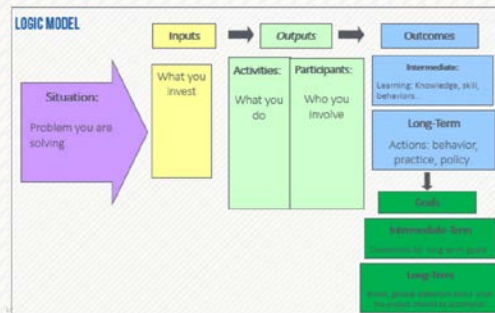 LOGIC MODEL
Inputs
Outputs
Outcomes
Situation:
Problem you are
solving
What you
invest
Activities:
What you
do
Participants:
Who you
involve
Intermediate:
Learning: Knowledge, skill,
behaviors...
Long-Term
Actions: behavior,
practice, policy
Goals
Intermediate-Term
Long-Term